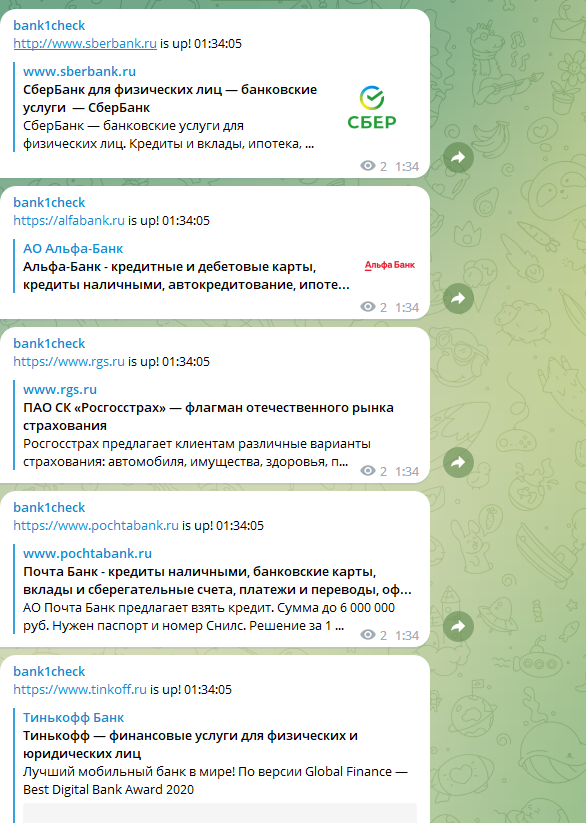 bank1check
http://www.sberbank.ru is up! 01:34:05
www.sberbank.ru
СберБанк для физических лиц — банковские
услуги — СберБанк
СберБанк — банковские услуги для
физических лиц. Кредиты и вклады, ипотека, ...
СБЕР
2 1:34
bank1check
https://alfabank.ru is up! 01:34:05
АО Альфа-Банк
Альфа-Банк - кредитные и дебетовые карты,
кредиты наличными, автокредитование, ипоте...
Альфа Банк
2 1:34
bank1check
https://www.rgs.ru is up! 01:34:05
www.rgs.ru
ПАО СК «Росгосстрах» — флагман отечественного рынка
страхования
Росгосстрах предлагает клиентам различные варианты
страхования: автомобиля, имущества, здоровья, п...
2 1:34
bank1check
https://www.pochtabank.ru is up! 01:34:05
www.pochtabank.ru
Почта Банк - кредиты наличными, банковские карты,
вклады и сберегательные счета, платежи и переводы, оф...
АО Почта Банк предлагает взять кредит. Сумма до 6 000 000
руб. Нужен паспорт и номер Снилс. Решение за 1 ...
2 1:34
bank1check
https://www.tinkoff.ru is up! 01:34:05
Тинькофф Банк
Тинькофф — финансовые услуги для физических и
юридических лиц
Лучший мобильный банк в мире! По версии Global Finance —
Best Digital Bank Award 2020